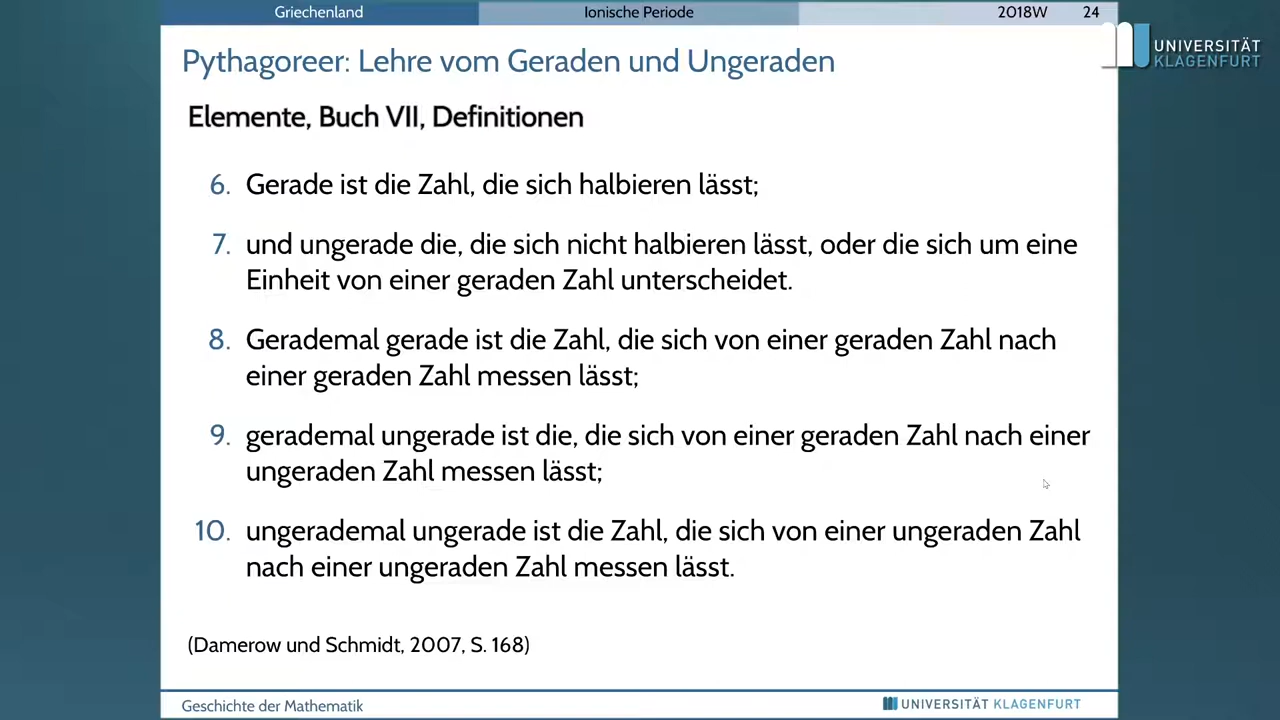 Griechenland Ionische Periode 2018W 24
UNIVERSITÄT
KLAGENFURT
Pythagoreer: Lehre vom Geraden und Ungeraden
Elemente, Buch VII, Definitionen
6. Gerade ist die Zahl, die sich halbieren lässt;
7. und ungerade die, die sich nicht halbieren lässt, oder die sich um eine
Einheit von einer geraden Zahl unterscheidet.
8. Gerademal gerade ist die Zahl, die sich von einer geraden Zahl nach
einer geraden Zahl messen lässt;
9. gerademal ungerade ist die, die sich von einer geraden Zahl nach einer
ungeraden Zahl messen lässt;
10. ungerademal ungerade ist die Zahl, die sich von einer ungeraden Zahl
nach einer ungeraden Zahl messen lässt.
(Damerow und Schmidt, 2007, S. 168)
Geschichte der Mathematik UNIVERSITÄT KLAGENFURT